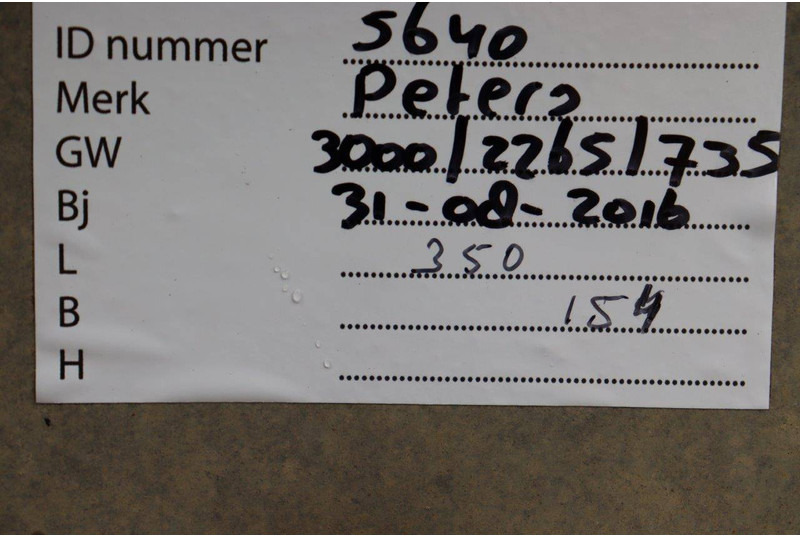 ID nummer 5640
Merk Peters
GW 3000/2265/735
Bj 31-08-2016
L 350
B 154
H